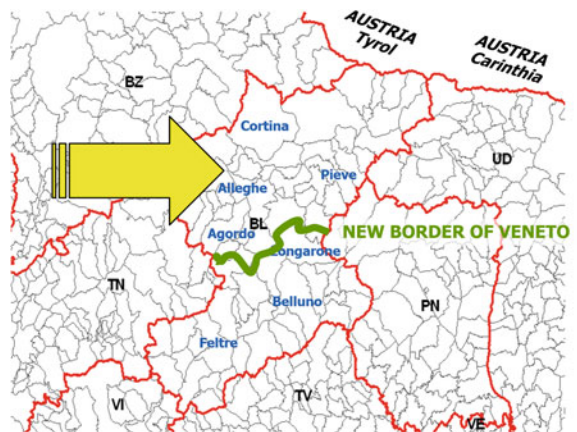 AUSTRIA
Tyrol
AUSTRIA
Carinthia
BZ
Cortina
UD
Pieve
Alleghe
BL
Agordo
NEW BORDER OF VENETO
Longarone
TN
Belluno
PN
Feltre
VI
TV
VE